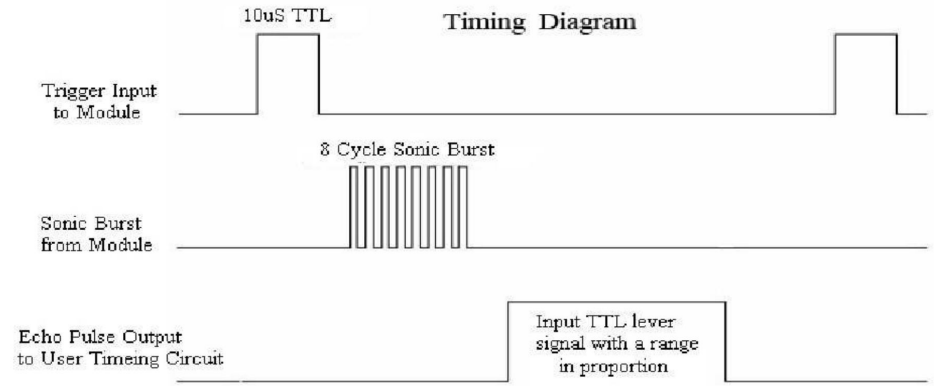 10uS TTL
Timing Diagram
Trigger Input
to Module
8 Cycle Sonic Burst
Sonic Burst
from Module
Echo Pulse Output
to User Timeing Circuit
Input TTL lever
signal with a range
in proportion